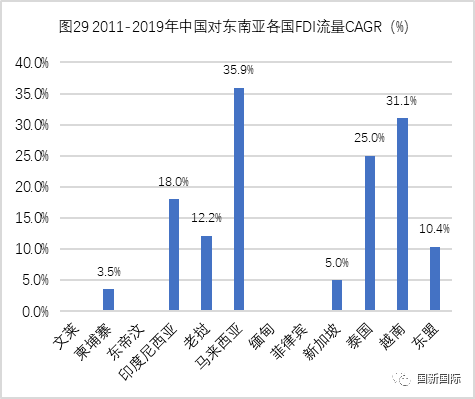 图29 2011-2019年中国对东南亚各国FDI流量CAGR（%）
40.0%
35.0%
30.0%
25.0%
20.0%
15.0%
10.0%
5.0%
0.0%
3.5%
18.0%
12.2%
35.9%
5.0%
25.0%
31.1%
10.4%
文莱
柬埔寨
东帝汶
印度尼西亚
老挝
马来西亚
缅甸
菲律宾
新加坡
泰国
越南
东盟
国新国际